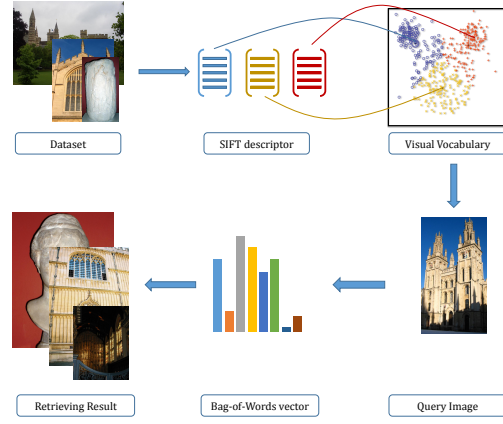 Dataset
SIFT descriptor
Visual Vocabulary
Retrieving Result
Bag-of-Words vector
Query Image